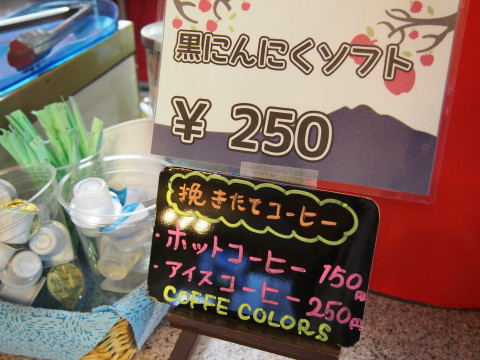 黒にんにくソフト
¥ 250
挽きたてコーヒー
・ホットコーヒー 150円
・アイスコーヒー 250円
COFFE COLORS